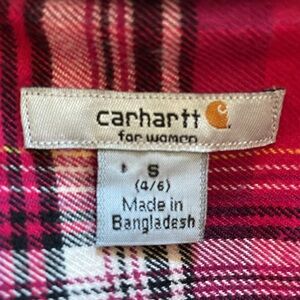 carhartt
for women
S
(4/6)
Made in
Bangladesh